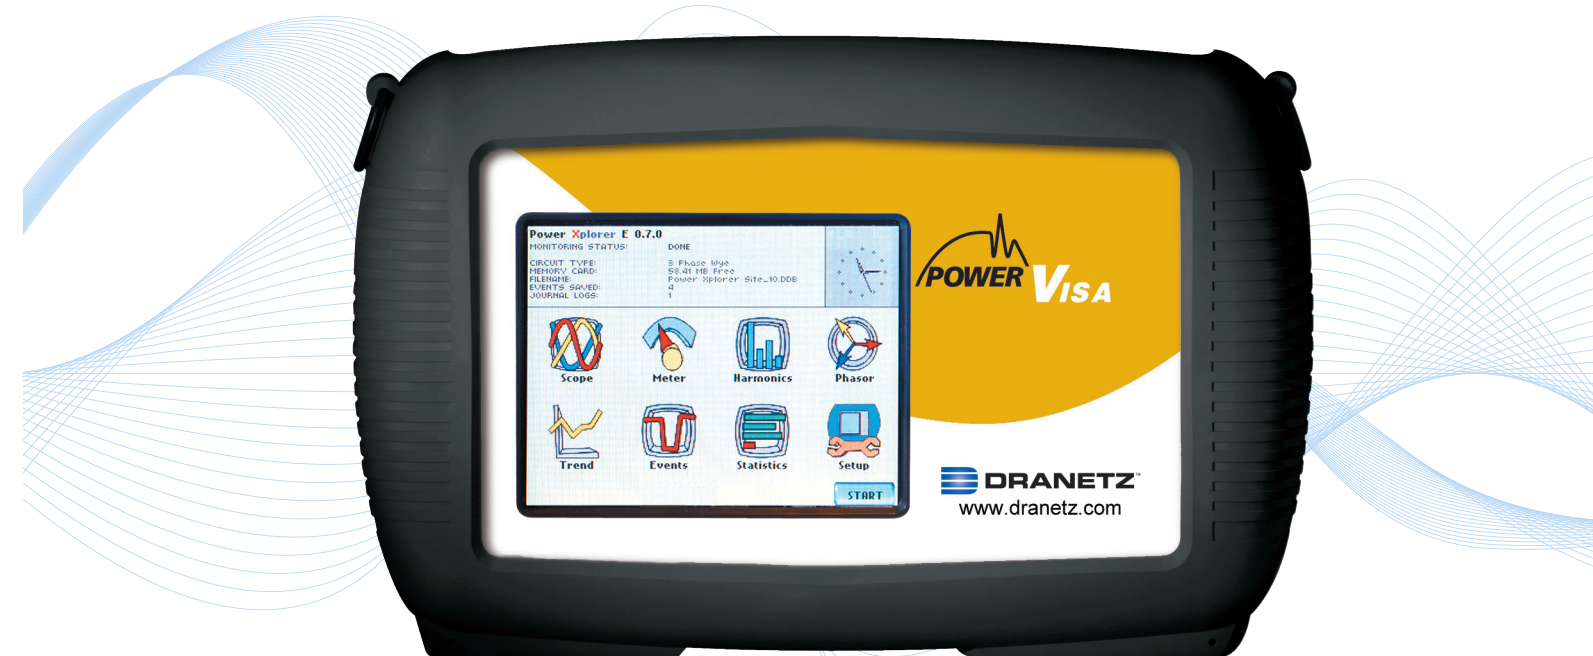 Power Xplorer E 0.7.0
MONITORING STATUS: DONE
CIRCUIT TYPE: 3 Phase Wye
MEMORY CARD: 58.41 MB Free
FILENAME: Power Xplorer Site_10.DDB
EVENTS SAVED: 4
JOURNAL LOGS: 1
Scope Meter Harmonics Phasor
Trend Events Statistics Setup
START
POWER VISA
DRANETZ™
www.dranetz.com